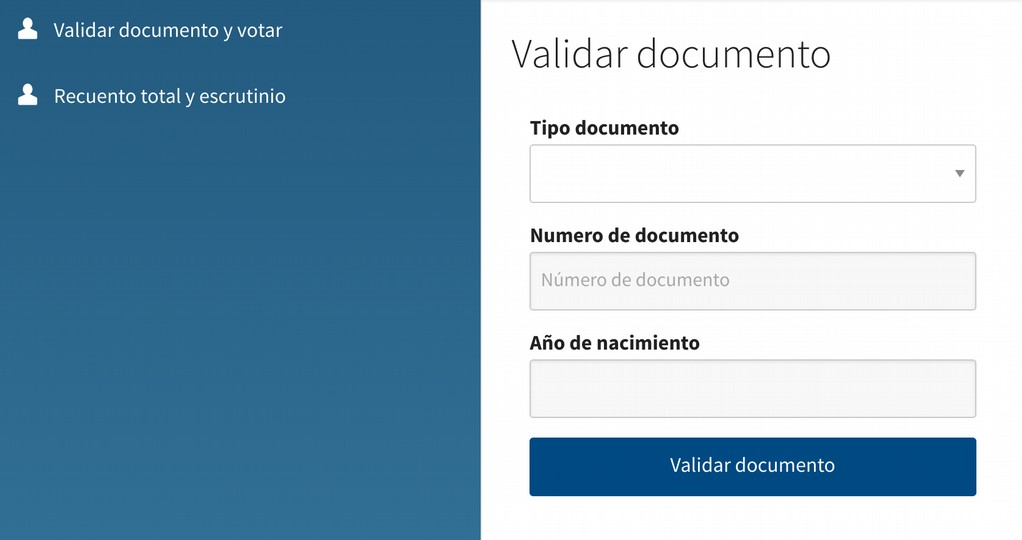 Validar documento y votar
Recuento total y escrutinio
Validar documento
Tipo documento
Numero de documento
Número de documento
Año de nacimiento
Validar documento